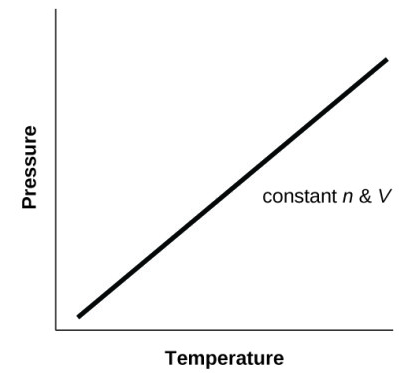 Pressure
constant n & V
Temperature